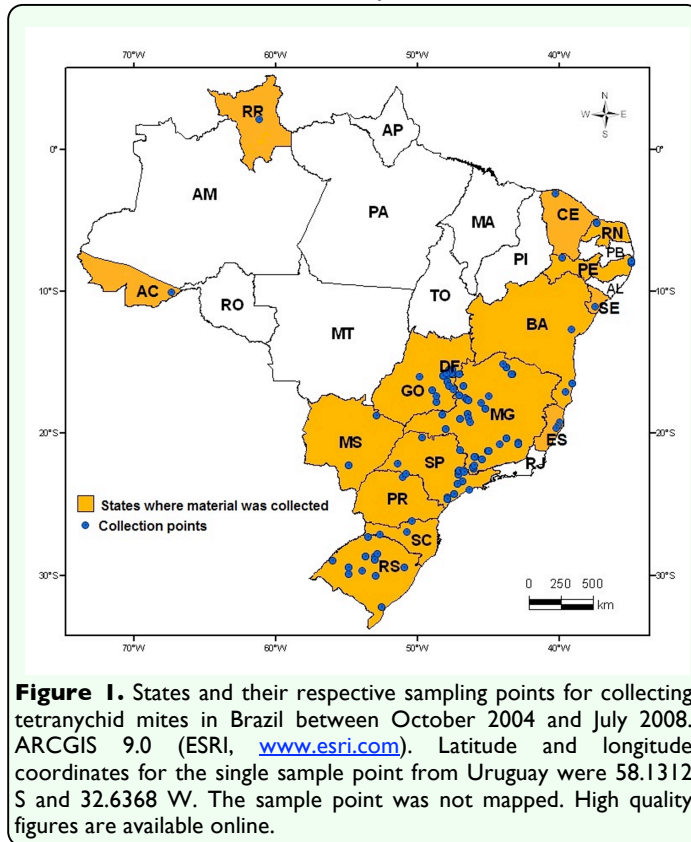 70°W 60°W 50°W 40°W
N
W E
S
RR
AP
0° 0°
AM
PA
MA
CE
RN
PB
PI
PE
AL
AC
10°S 10°S
RO
TO
SE
MT
BA
DF
GO
MG
MS
20°S 20°S
ES
SP
RJ
PR
States where material was collected
Collection points
SC
RS
30°S 30°S
0 250 500
km
70°W 60°W 50°W 40°W
Figure 1. States and their respective sampling points for collecting
tetranychid mites in Brazil between October 2004 and July 2008.
ARCGIS 9.0 (ESRI, www.esri.com). Latitude and longitude
coordinates for the single sample point from Uruguay were 58.1312
S and 32.6368 W. The sample point was not mapped. High quality
figures are available online.